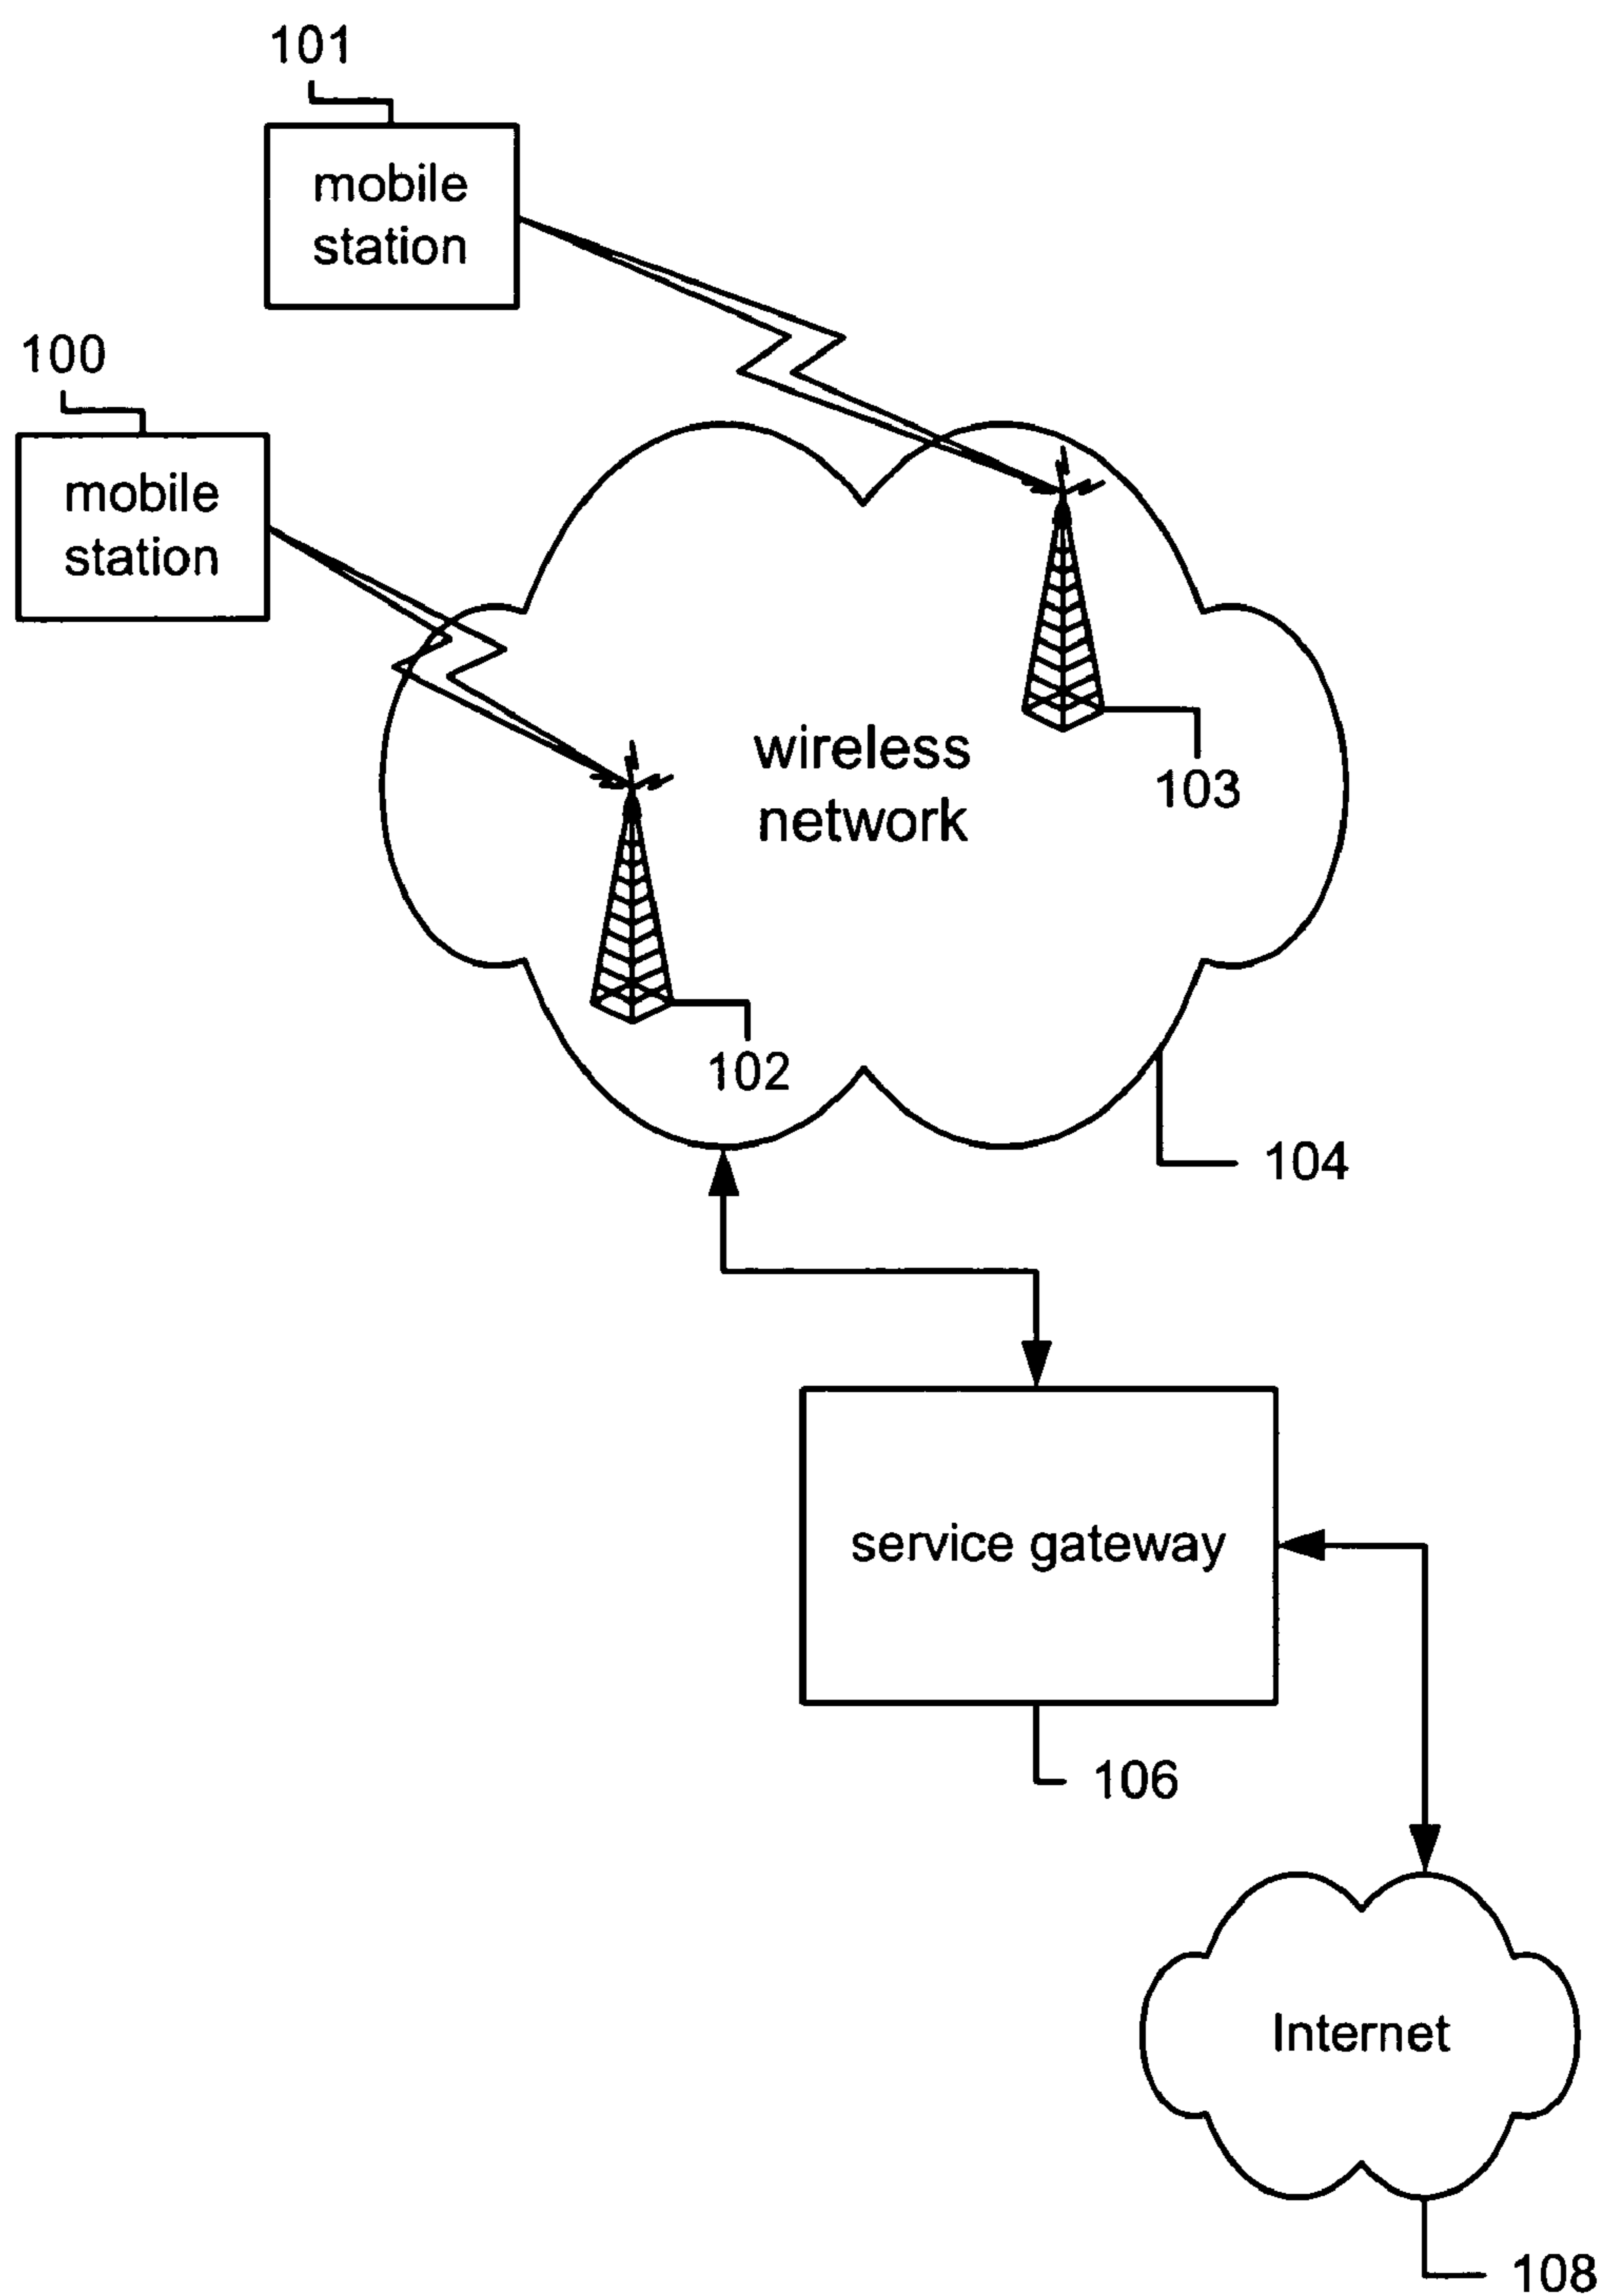 101
mobile
station
100
mobile
station
wireless
network
103
102
104
service gateway
106
Internet
108